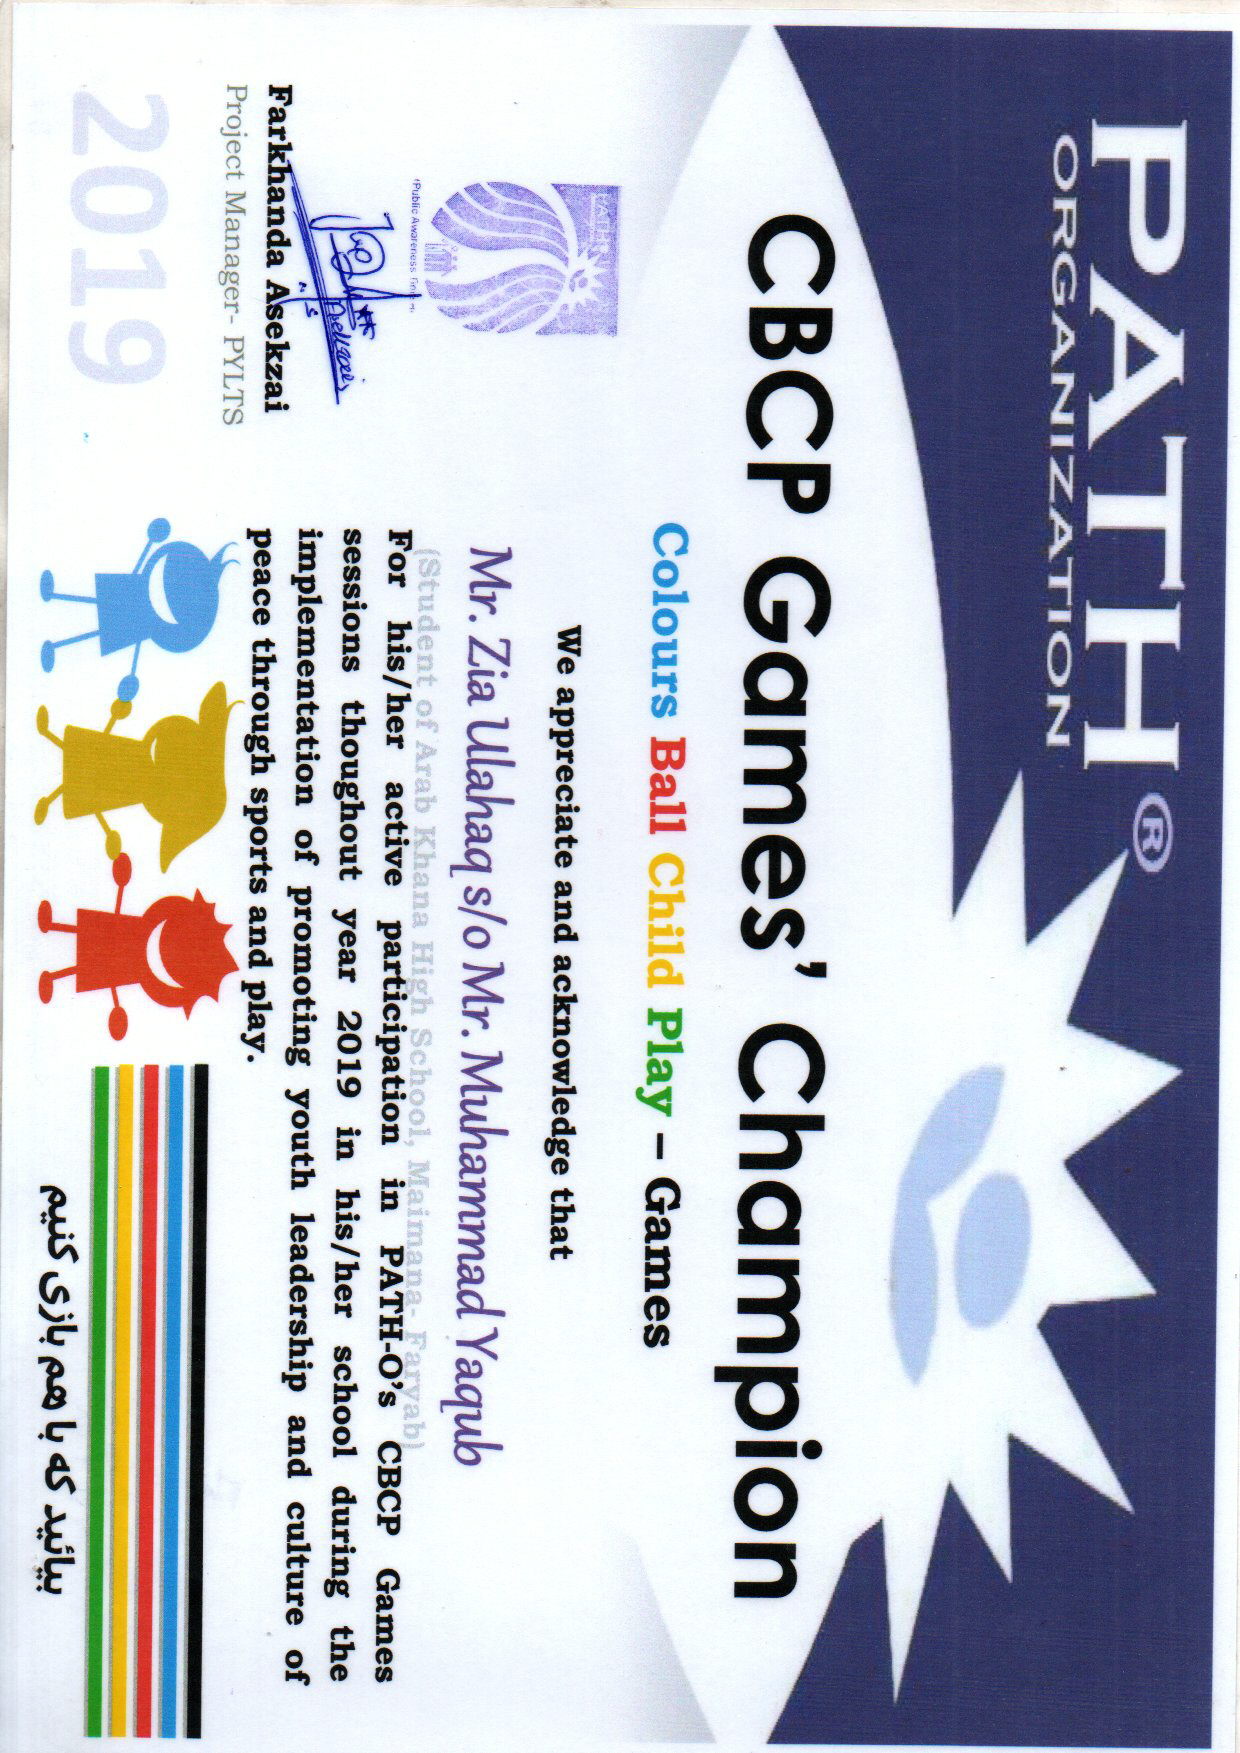 PATH®
ORGANIZATION
CBCP Games' Champion
Colours Ball Child Play – Games
We appreciate and acknowledge that
Mr. Zia Ulahaq s/o Mr. Muhammad Yaqub
(Student of Arab Khana High School, Maimana- Faryab)
For his/her active participation in PATH-O's CBCP Games
sessions thoughout year 2019 in his/her school during the
implementation of promoting youth leadership and culture of
peace through sports and play.
PATH
(Public Awareness
Farkhanda Asekzai
Project Manager- PYLTS
2019
بیائید که با هم بازی کنیم